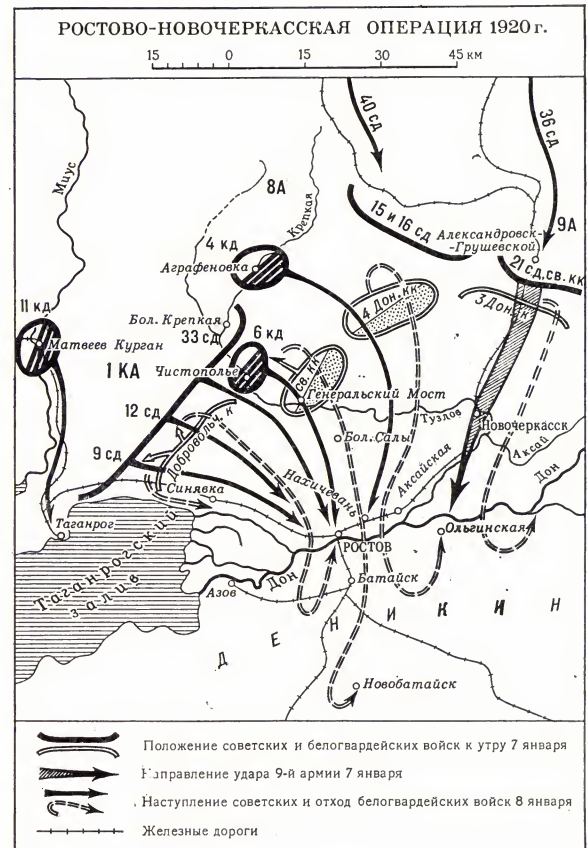 РОСТОВО-НОВОЧЕРКАССКАЯ ОПЕРАЦИЯ 1920 г.
15 0 15 30 45 км
40 сд
36 сд
Миус
8А
Крепкая
15 и 16 сд
9А
Александровск-
-Грушевской
4 кд
Аграфеновка
21 сд, св. кк
11 кд
Бол. Крепкая
4 Дон. кк
3 Дон. к
33 сд
6 кд
Матвеев Курган
1 КА
Чистополье
св. кк
Генеральский Мост
Тузлов
Новочеркасск
12 сд
Добровольч. к
Бол. Салы
Аксай
9 сд
Аксайская
Дон
Синявка
Нахичевань
Таганрог
Ольгинская
РОСТОВ
Таганрогский
залив
Дон
Батайск
Азов
ДЕНИКИН
Новобатайск
Положение советских и белогвардейских войск к утру 7 января
Направление удара 9-й армии 7 января
Наступление советских и отход белогвардейских войск 8 января
Железные дороги